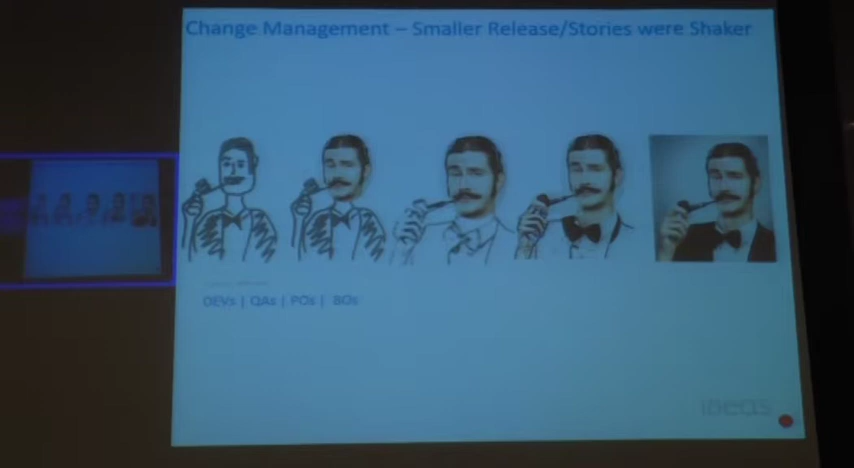 Change Management – Smaller Release/Stories were Shaker
DEVs | QAs | POs | BOs
ideas